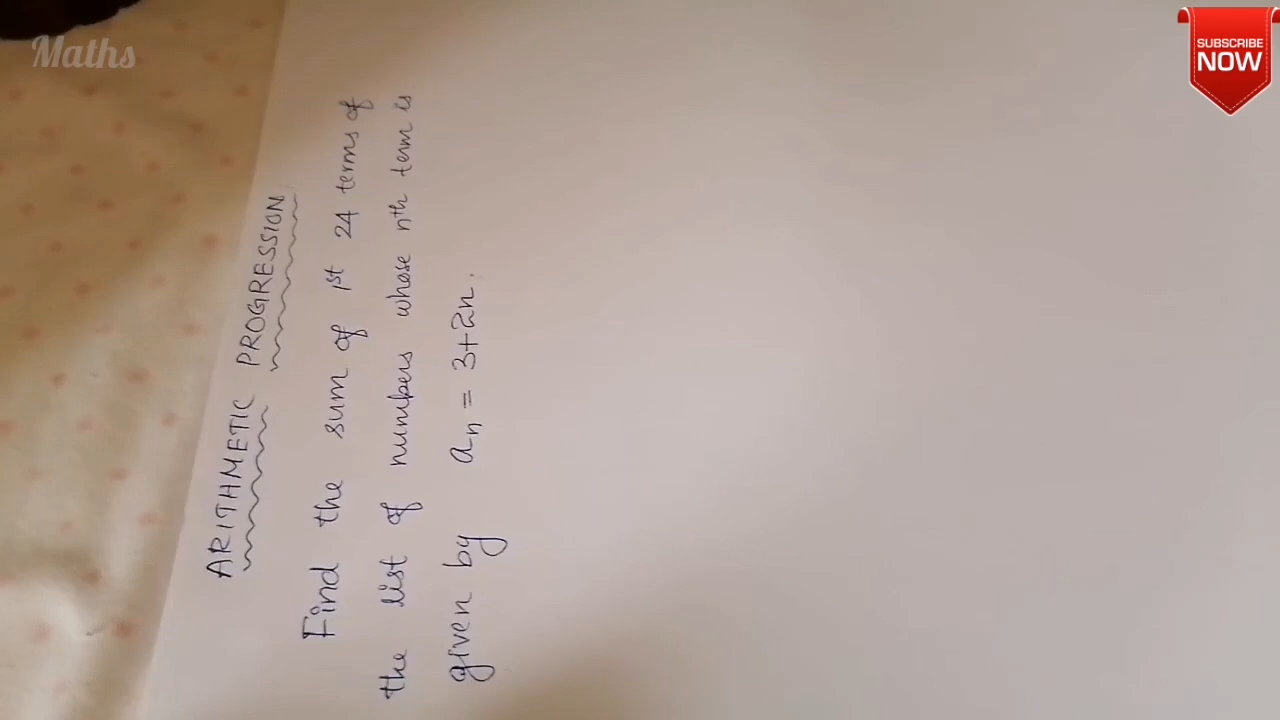 Maths
SUBSCRIBE
NOW
ARITHMETIC PROGRESSION
Find the sum of 1st 24 terms of
the list of numbers whose nth term is
given by an = 3+2n.